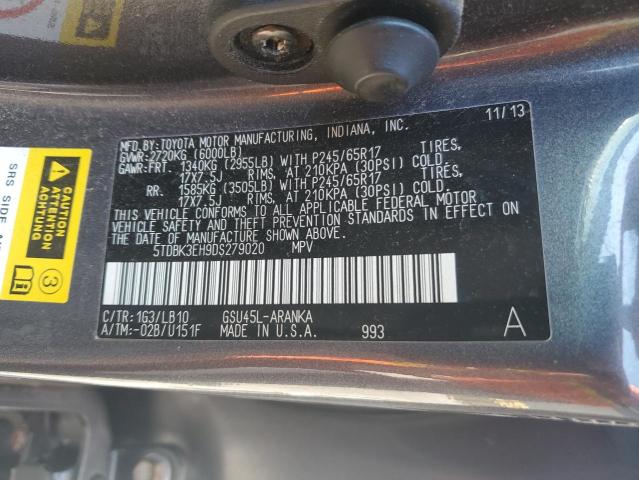 11/13
MFD.BY:TOYOTA MOTOR MANUFACTURING, INDIANA, INC.
GVWR:2720KG (6000LB)
GAWR:FRT. 1340KG (2955LB) WITH P245/65R17 TIRES,
17X7.5J RIMS, AT 210KPA (30PSI) COLD.
RR. 1585KG (3505LB) WITH P245/65R17 TIRES,
17X7.5J RIMS, AT 210KPA (30PSI) COLD.
THIS VEHICLE CONFORMS TO ALL APPLICABLE FEDERAL MOTOR
VEHICLE SAFETY AND THEFT PREVENTION STANDARDS IN EFFECT ON
THE DATE OF MANUFACTURE SHOWN ABOVE.
5TDBK3EH9DS279020 MPV
C/TR:1G3/LB10 GSU45L-ARANKA
A/TM:-02B/U151F MADE IN U.S.A. 993 A
SRS SIDE
ATTENTION
ACHTUNG
3